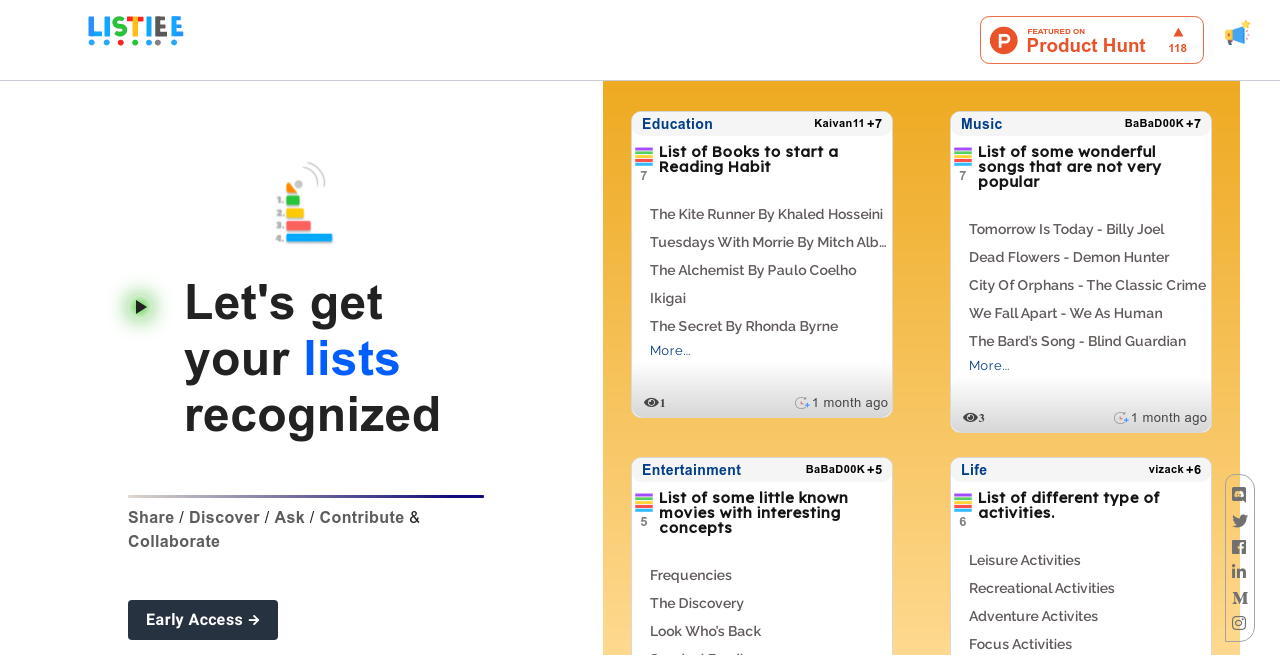 LISTIEE
FEATURED ON
Product Hunt
118
1.
2.
3.
4.
Let's get
your lists
recognized
Share / Discover / Ask / Contribute &
Collaborate
Early Access →
Education
Kaivan11 +7
List of Books to start a
Reading Habit
7
The Kite Runner By Khaled Hosseini
Tuesdays With Morrie By Mitch Alb...
The Alchemist By Paulo Coelho
Ikigai
The Secret By Rhonda Byrne
More...
1
1 month ago
Music
BaBaD00K +7
List of some wonderful
songs that are not very
popular
7
Tomorrow Is Today - Billy Joel
Dead Flowers - Demon Hunter
City Of Orphans - The Classic Crime
We Fall Apart - We As Human
The Bard's Song - Blind Guardian
More...
3
1 month ago
Entertainment
BaBaD00K +5
List of some little known
movies with interesting
concepts
5
Frequencies
The Discovery
Look Who's Back
Life
vizack +6
List of different type of
activities.
6
Leisure Activities
Recreational Activities
Adventure Activites
Focus Activities